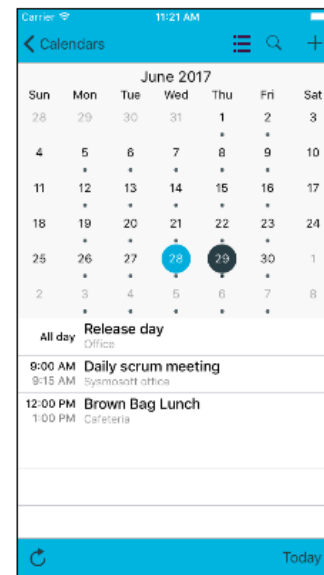 Carrier 11:21 AM
Calendars
June 2017
Sun Mon Tue Wed Thu Fri Sat
28 29 30 31 1 2 3
4 5 6 7 8 9 10
11 12 13 14 15 16 17
18 19 20 21 22 23 24
25 26 27 28 29 30 1
2 3 4 5 6 7 8
All day Release day
Office
9:00 AM Daily scrum meeting
9:15 AM Sysmosoft office
12:00 PM Brown Bag Lunch
1:00 PM Cafeteria
Today